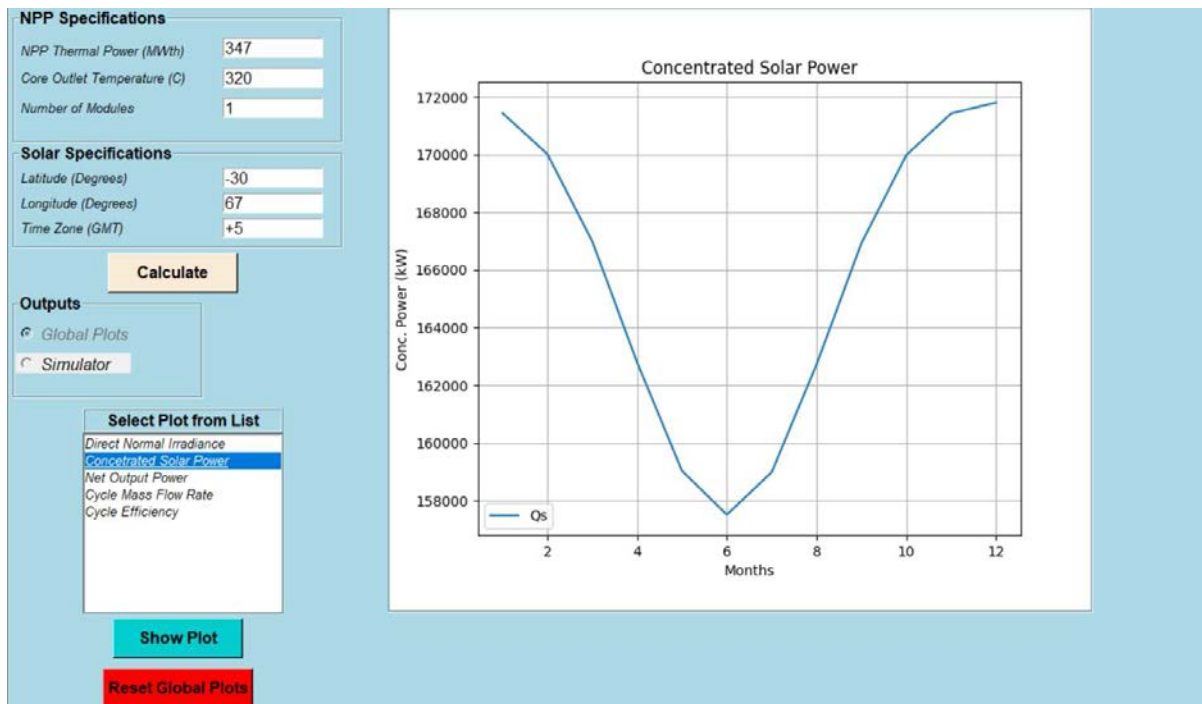 NPP Specifications
NPP Thermal Power (MWth) 347
Core Outlet Temperature (C) 320
Number of Modules 1
Solar Specifications
Latitude (Degrees) -30
Longitude (Degrees) 67
Time Zone (GMT) +5
Calculate
Outputs
Global Plots
Simulator
Select Plot from List
Direct Normal Irradiance
Concetrated Solar Power
Net Output Power
Cycle Mass Flow Rate
Cycle Efficiency
Show Plot
Reset Global Plots
Concentrated Solar Power
172000
170000
168000
166000
164000
162000
160000
158000
Conc. Power (kW)
Qs
2 4 6 8 10 12
Months